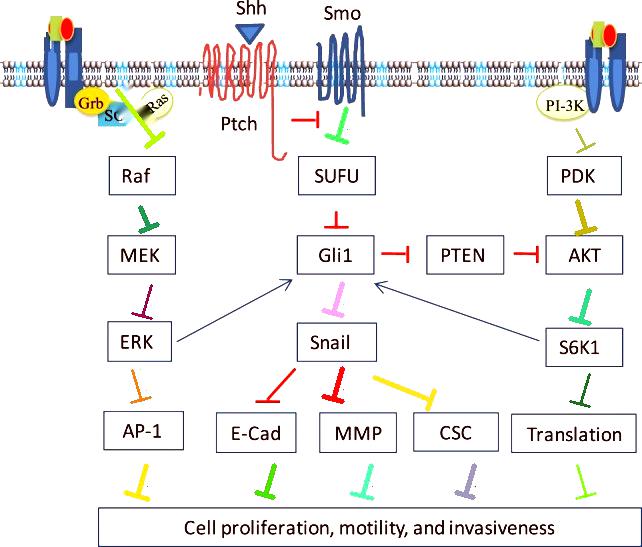 Shh
Smo
Grb
SC
Ras
Ptch
PI-3K
Raf
SUFU
PDK
MEK
Gli1
PTEN
AKT
ERK
Snail
S6K1
AP-1
E-Cad
MMP
CSC
Translation
Cell proliferation, motility, and invasiveness